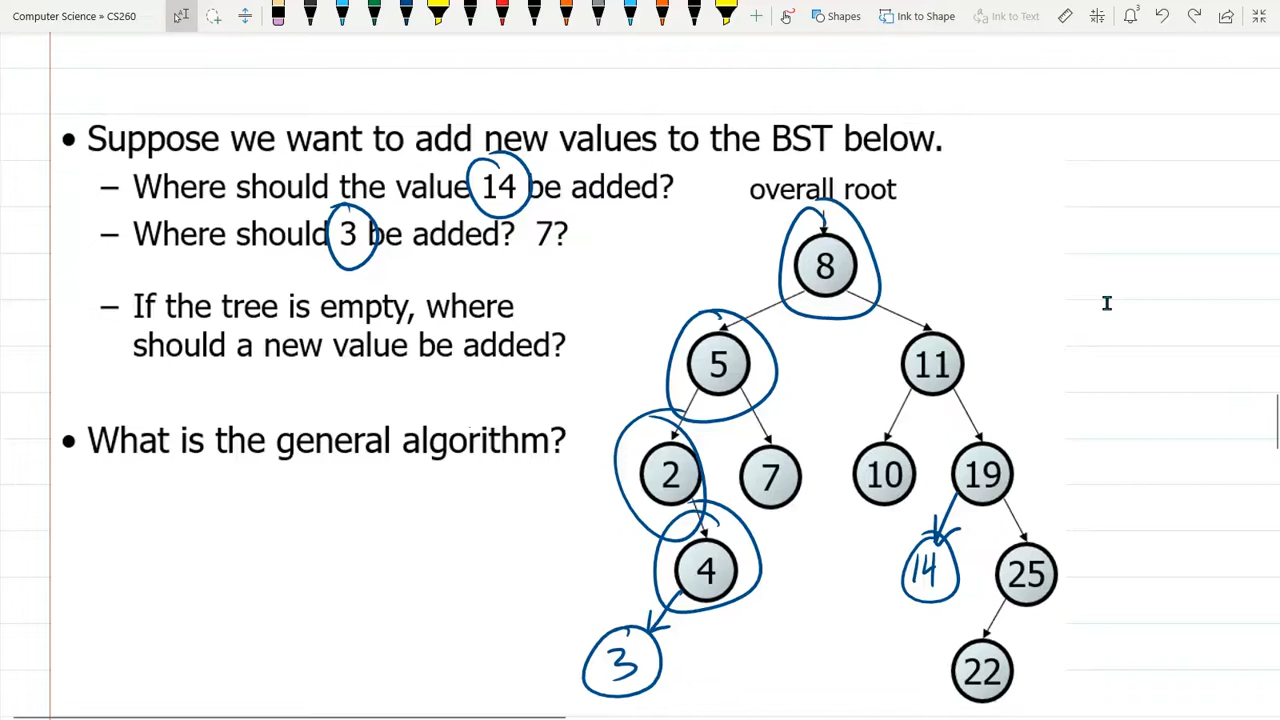 Computer Science » CS260
Shapes
Ink to Shape
Ink to Text
• Suppose we want to add new values to the BST below.
– Where should the value 14 be added?
overall root
– Where should 3 be added? 7?
8
– If the tree is empty, where
should a new value be added?
5
11
• What is the general algorithm?
2
7
10
19
4
14
25
3
22